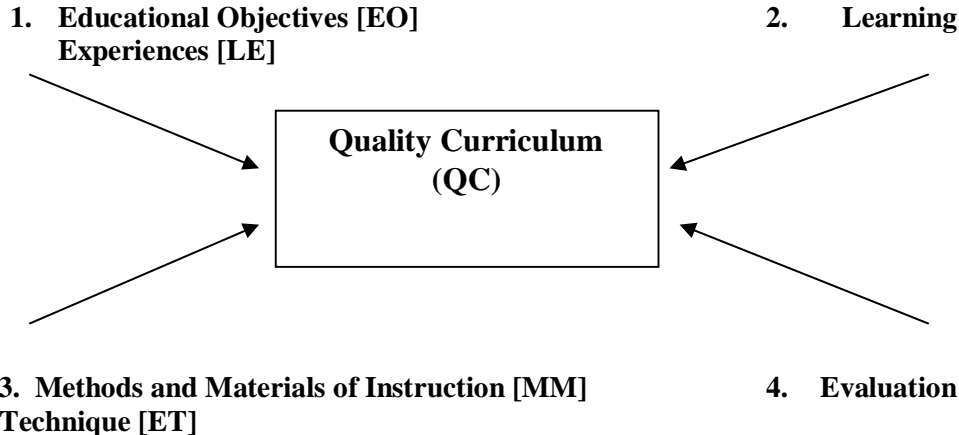 1. Educational Objectives [EO] 2. Learning
Experiences [LE]
Quality Curriculum
(QC)
3. Methods and Materials of Instruction [MM] 4. Evaluation
Technique [ET]